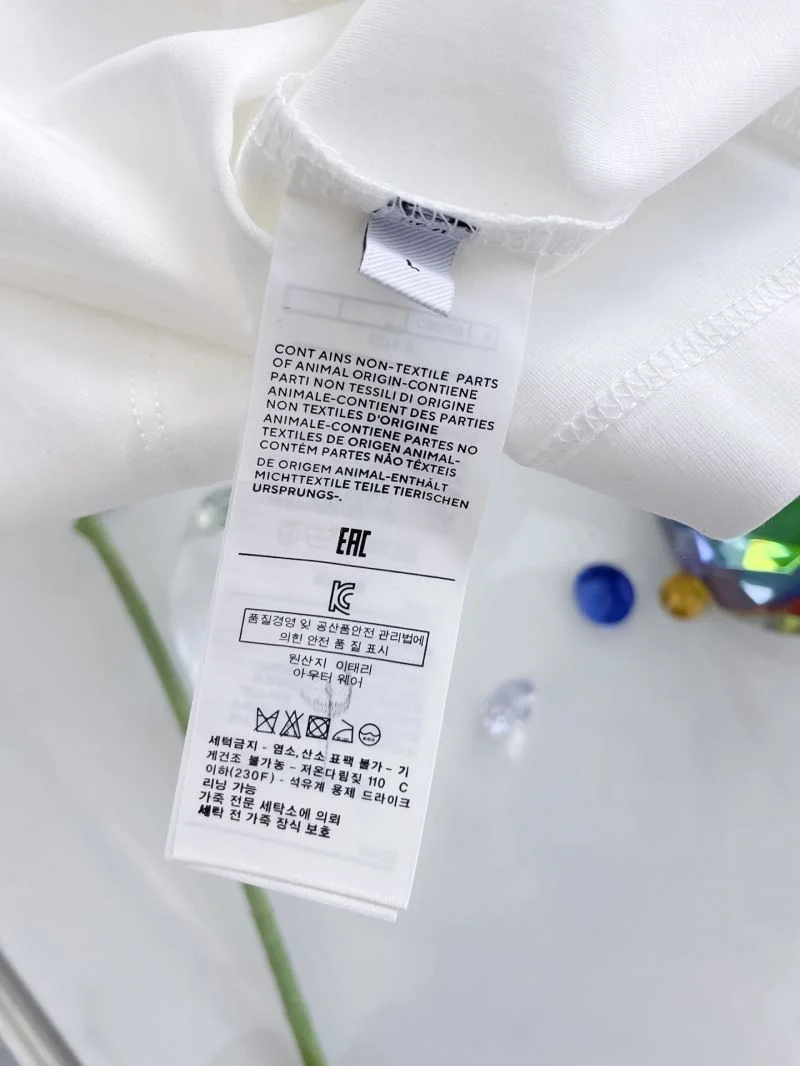 L
CONT AINS NON-TEXTILE PARTS
OF ANIMAL ORIGIN-CONTIENE
PARTI NON TESSILI DI ORIGINE
ANIMALE-CONTIENT DES PARTIES
NON TEXTILES D'ORIGINE
ANIMALE-CONTIENE PARTES NO
TEXTILES DE ORIGEN ANIMAL-
CONTÉM PARTES NÃO TÊXTEIS
DE ORIGEM ANIMAL-ENTHÄLT
MICHTTEXTILE TEILE TIERISCHEN
URSPRUNGS-.
EAC
KC
품질경영 및 공산품안전 관리법에
의힌 안전 품 질 표시
원산지 이태리
아우터 웨어
세턱금지 - 염소,산소 표팩 불가 - 기
게건조 불가농 - 저온다림짖 110 C
이하(230F) - 석유게 용제 드라이크
리닝 가능
가죽 전문 세탁소에 의뢰
세탁 전 가죽 장식 보호